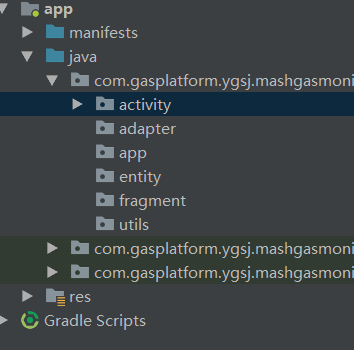 app
manifests
java
com.gasplatform.ygsj.mashgasmoni
activity
adapter
app
entity
fragment
utils
com.gasplatform.ygsj.mashgasmoni
com.gasplatform.ygsj.mashgasmoni
res
Gradle Scripts